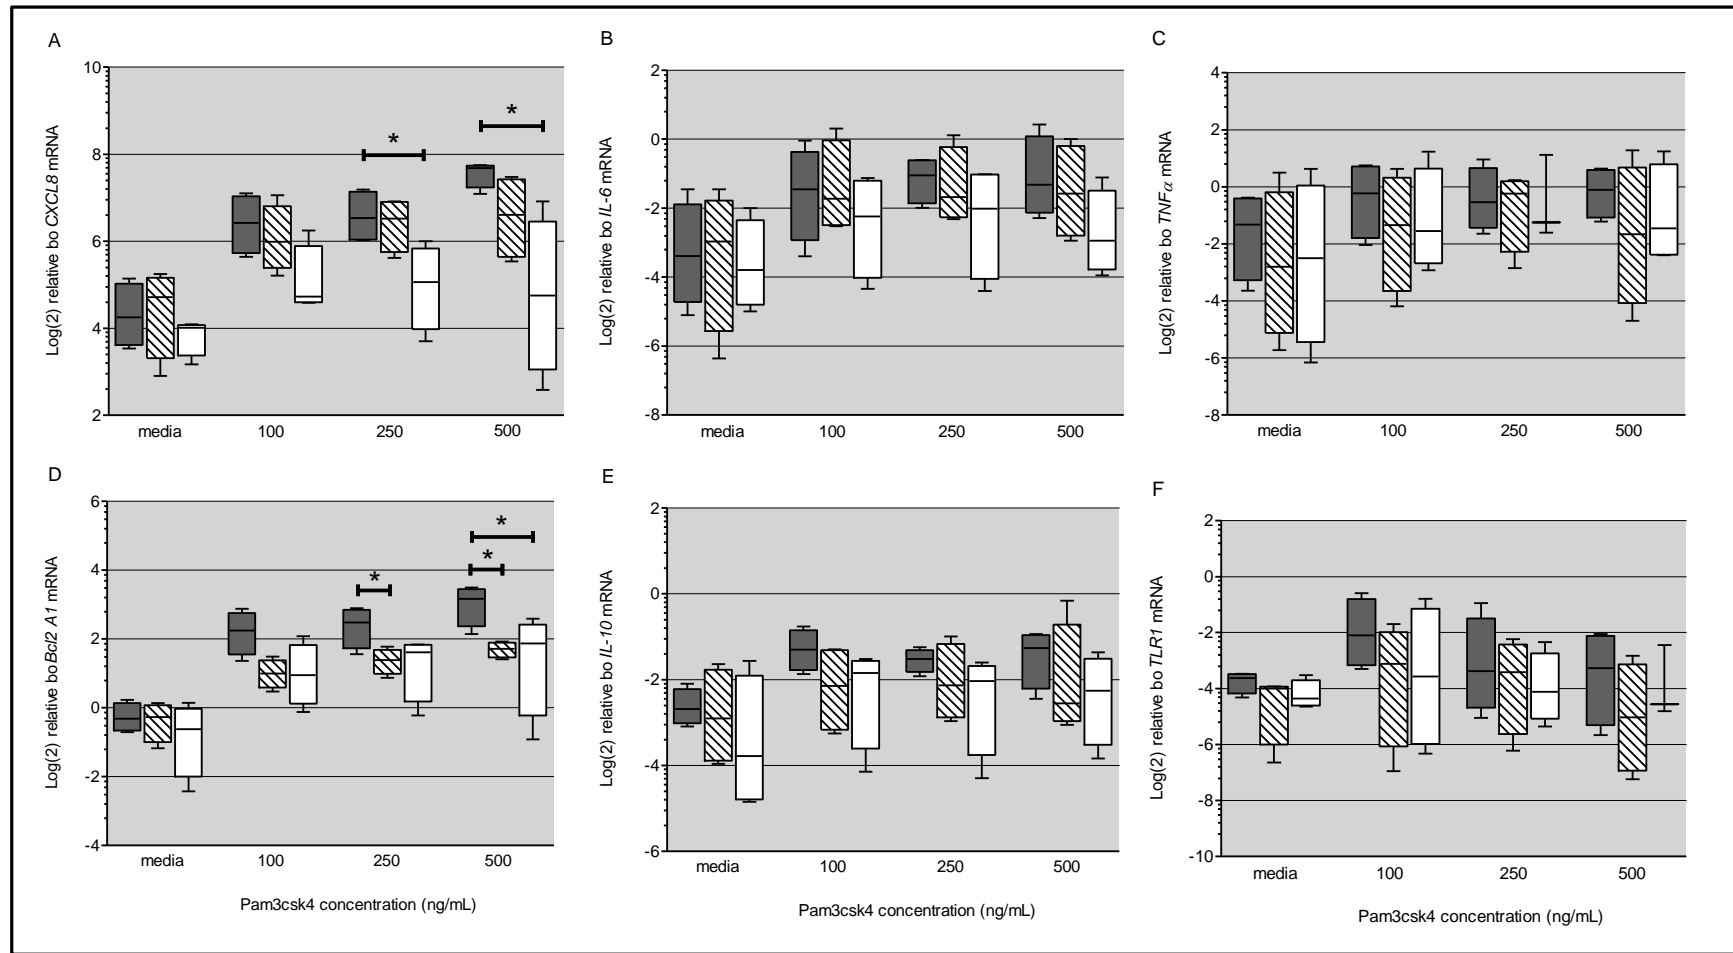 A
Log(2) relative bo CXCL8 mRNA
10
8
6
4
2
*
*
media 100 250 500
B
Log(2) relative bo IL-6 mRNA
2
0
-2
-4
-6
-8
media 100 250 500
C
Log(2) relative bo TNFα mRNA
4
2
0
-2
-4
-6
-8
media 100 250 500
D
Log(2) relative bo Bcl2 A1 mRNA
6
4
2
0
-2
-4
*
*
*
media 100 250 500
Pam3csk4 concentration (ng/mL)
E
Log(2) relative bo IL-10 mRNA
2
0
-2
-4
-6
media 100 250 500
Pam3csk4 concentration (ng/mL)
F
Log(2) relative bo TLR1 mRNA
2
0
-2
-4
-6
-8
-10
media 100 250 500
Pam3csk4 concentration (ng/mL)